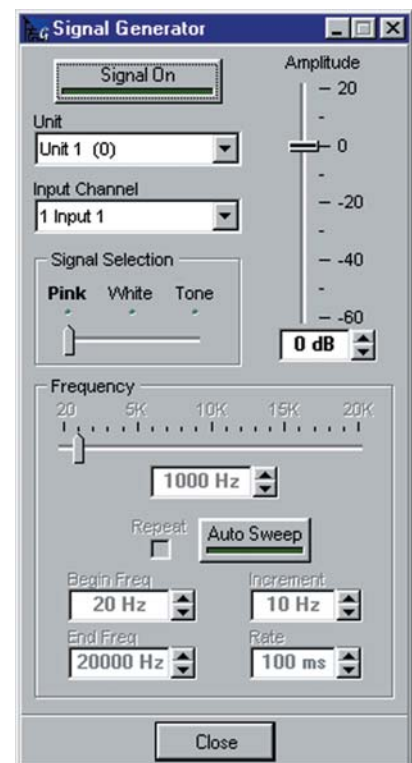 Signal Generator
Signal On
Amplitude
20
0
-20
-40
-60
0 dB
Unit
Unit 1 (0)
Input Channel
1 Input 1
Signal Selection
Pink White Tone
Frequency
20 5K 10K 15K 20K
1000 Hz
Repeat
Auto Sweep
Begin Freq
20 Hz
Increment
10 Hz
End Freq
20000 Hz
Rate
100 ms
Close